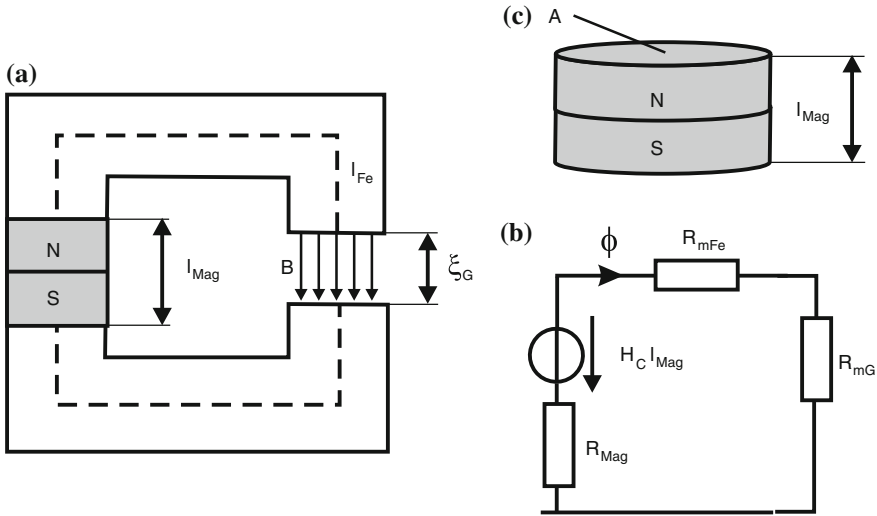 (a)
l_Fe
N
S
l_Mag
B
ξ_G
(c)
A
N
S
l_Mag
(b)
ϕ
R_mFe
H_C l_Mag
R_mG
R_Mag